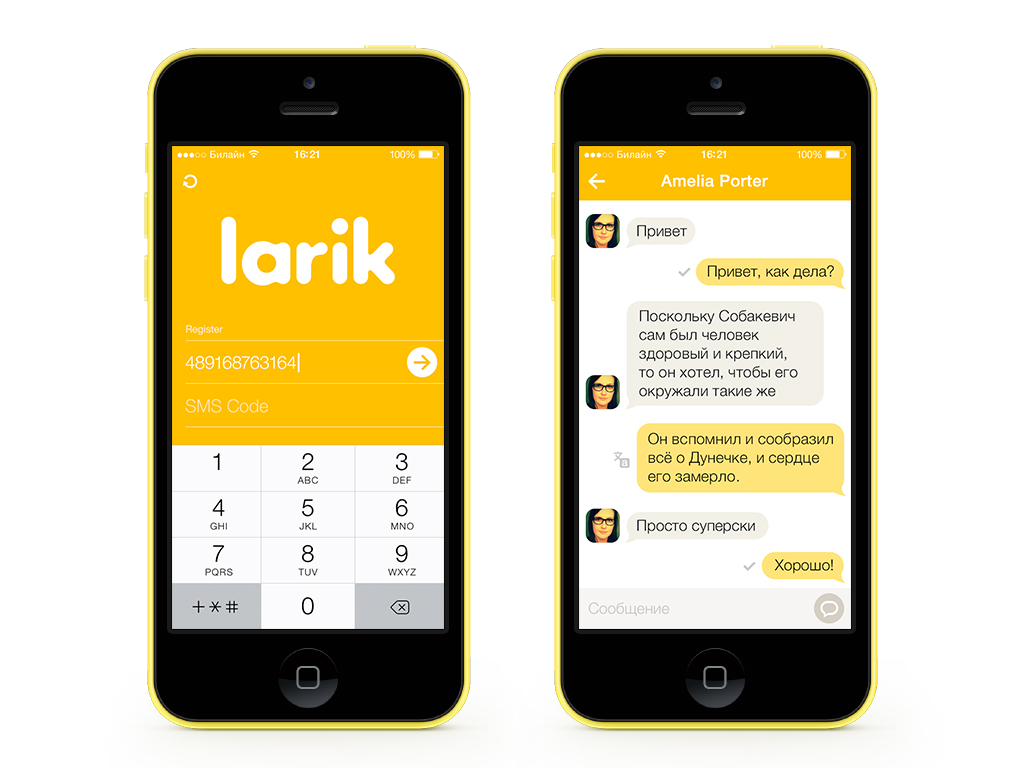 ●●●○○ Билайн 16:21 100%
larik
Register
489168763164
SMS Code
1 2 3
ABC DEF
4 5 6
GHI JKL MNO
7 8 9
PQRS TUV WXYZ
+*# 0
●●●○○ Билайн 16:21 100%
Amelia Porter
Привет
Привет, как дела?
Поскольку Собакевич
сам был человек
здоровый и крепкий,
то он хотел, чтобы его
окружали такие же
Он вспомнил и сообразил
всё о Дунечке, и сердце
его замерло.
Просто суперски
Хорошо!
Сообщение